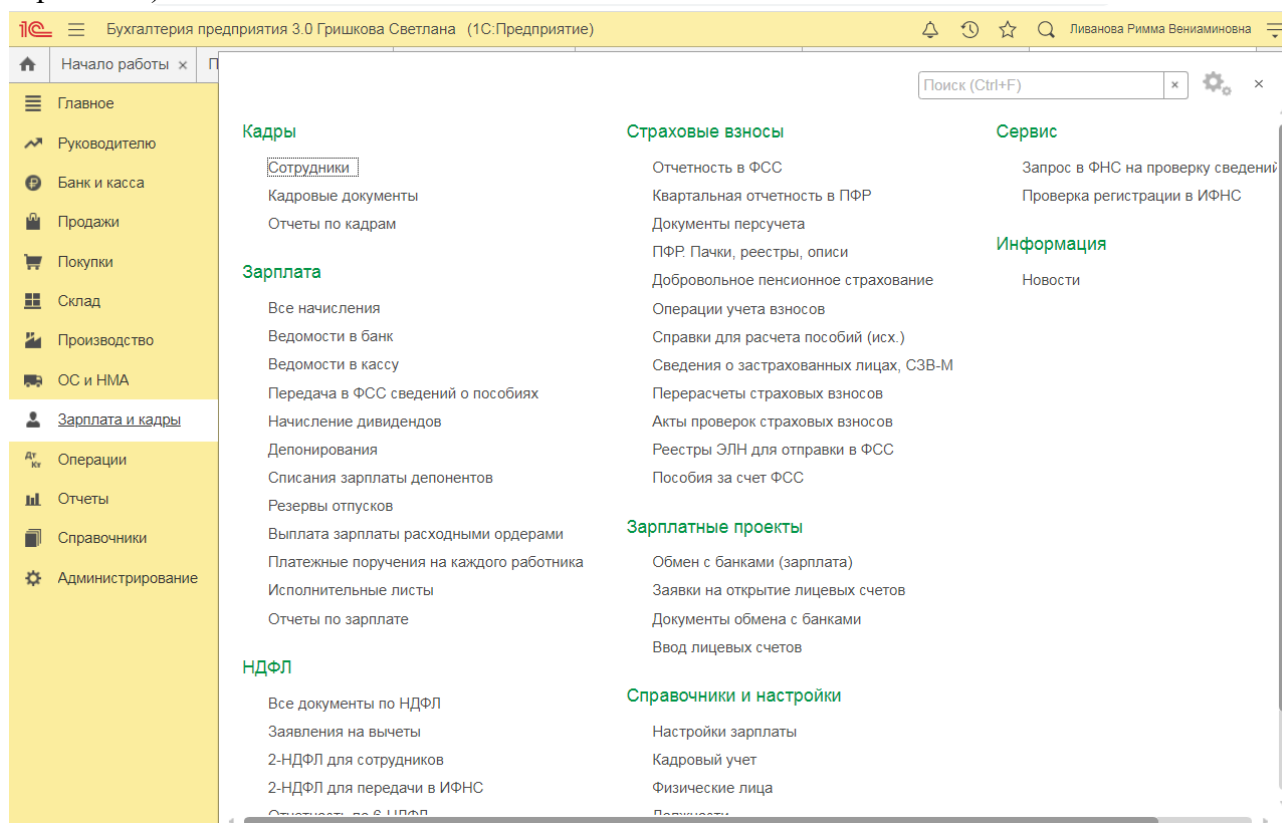 1С Бухгалтерия предприятия 3.0 Гришкова Светлана (1С:Предприятие) Ливанова Римма Вениаминовна
Начало работы × П
Поиск (Ctrl+F) × ×
Главное
Руководителю
Банк и касса
Продажи
Покупки
Склад
Производство
ОС и НМА
Зарплата и кадры
Дт Кт Операции
Отчеты
Справочники
Администрирование
Кадры
Сотрудники
Кадровые документы
Отчеты по кадрам
Зарплата
Все начисления
Ведомости в банк
Ведомости в кассу
Передача в ФСС сведений о пособиях
Начисление дивидендов
Депонирования
Списания зарплаты депонентов
Резервы отпусков
Выплата зарплаты расходными ордерами
Платежные поручения на каждого работника
Исполнительные листы
Отчеты по зарплате
НДФЛ
Все документы по НДФЛ
Заявления на вычеты
2-НДФЛ для сотрудников
2-НДФЛ для передачи в ИФНС
Отчетность по 6-НДФЛ
Страховые взносы
Отчетность в ФСС
Квартальная отчетность в ПФР
Документы персучета
ПФР. Пачки, реестры, описи
Добровольное пенсионное страхование
Операции учета взносов
Справки для расчета пособий (исх.)
Сведения о застрахованных лицах, СЗВ-М
Перерасчеты страховых взносов
Акты проверок страховых взносов
Реестры ЭЛН для отправки в ФСС
Пособия за счет ФСС
Зарплатные проекты
Обмен с банками (зарплата)
Заявки на открытие лицевых счетов
Документы обмена с банками
Ввод лицевых счетов
Справочники и настройки
Настройки зарплаты
Кадровый учет
Физические лица
Должности
Сервис
Запрос в ФНС на проверку сведений
Проверка регистрации в ИФНС
Информация
Новости